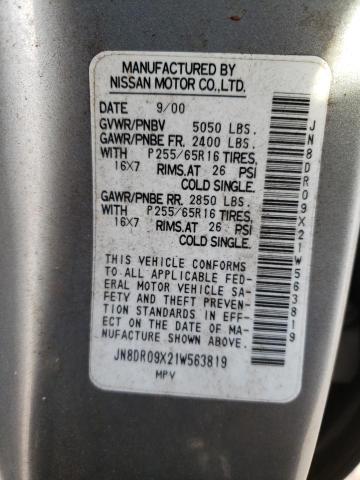 MANUFACTURED BY
NISSAN MOTOR CO.,LTD.
DATE 9/00
GVWR/PNBV 5050 LBS.
GAWR/PNBE FR. 2400 LBS.
WITH P255/65R16 TIRES,
16X7 RIMS.AT 26 PSI
COLD SINGLE.
GAWR/PNBE RR. 2850 LBS.
WITH P255/65R16 TIRES,
16X7 RIMS.AT 26 PSI
COLD SINGLE.
THIS VEHICLE CONFORMS
TO ALL APPLICABLE FED-
ERAL MOTOR VEHICLE SA-
FETY AND THEFT PREVEN-
TION STANDARDS IN EF-
FECT ON THE DATE OF MA-
NUFACTURE SHOWN ABOVE.
JN8DR09X21W563819
MPV
JN8DR09X21W563819